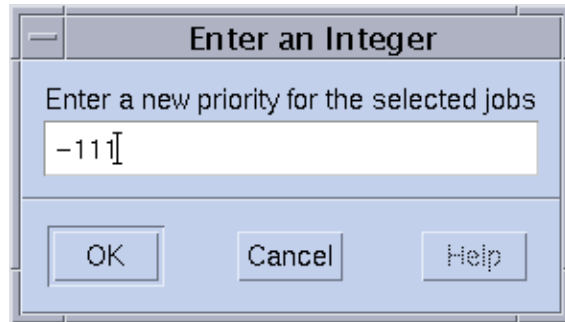 Enter an Integer
Enter a new priority for the selected jobs
-111
OK Cancel Help